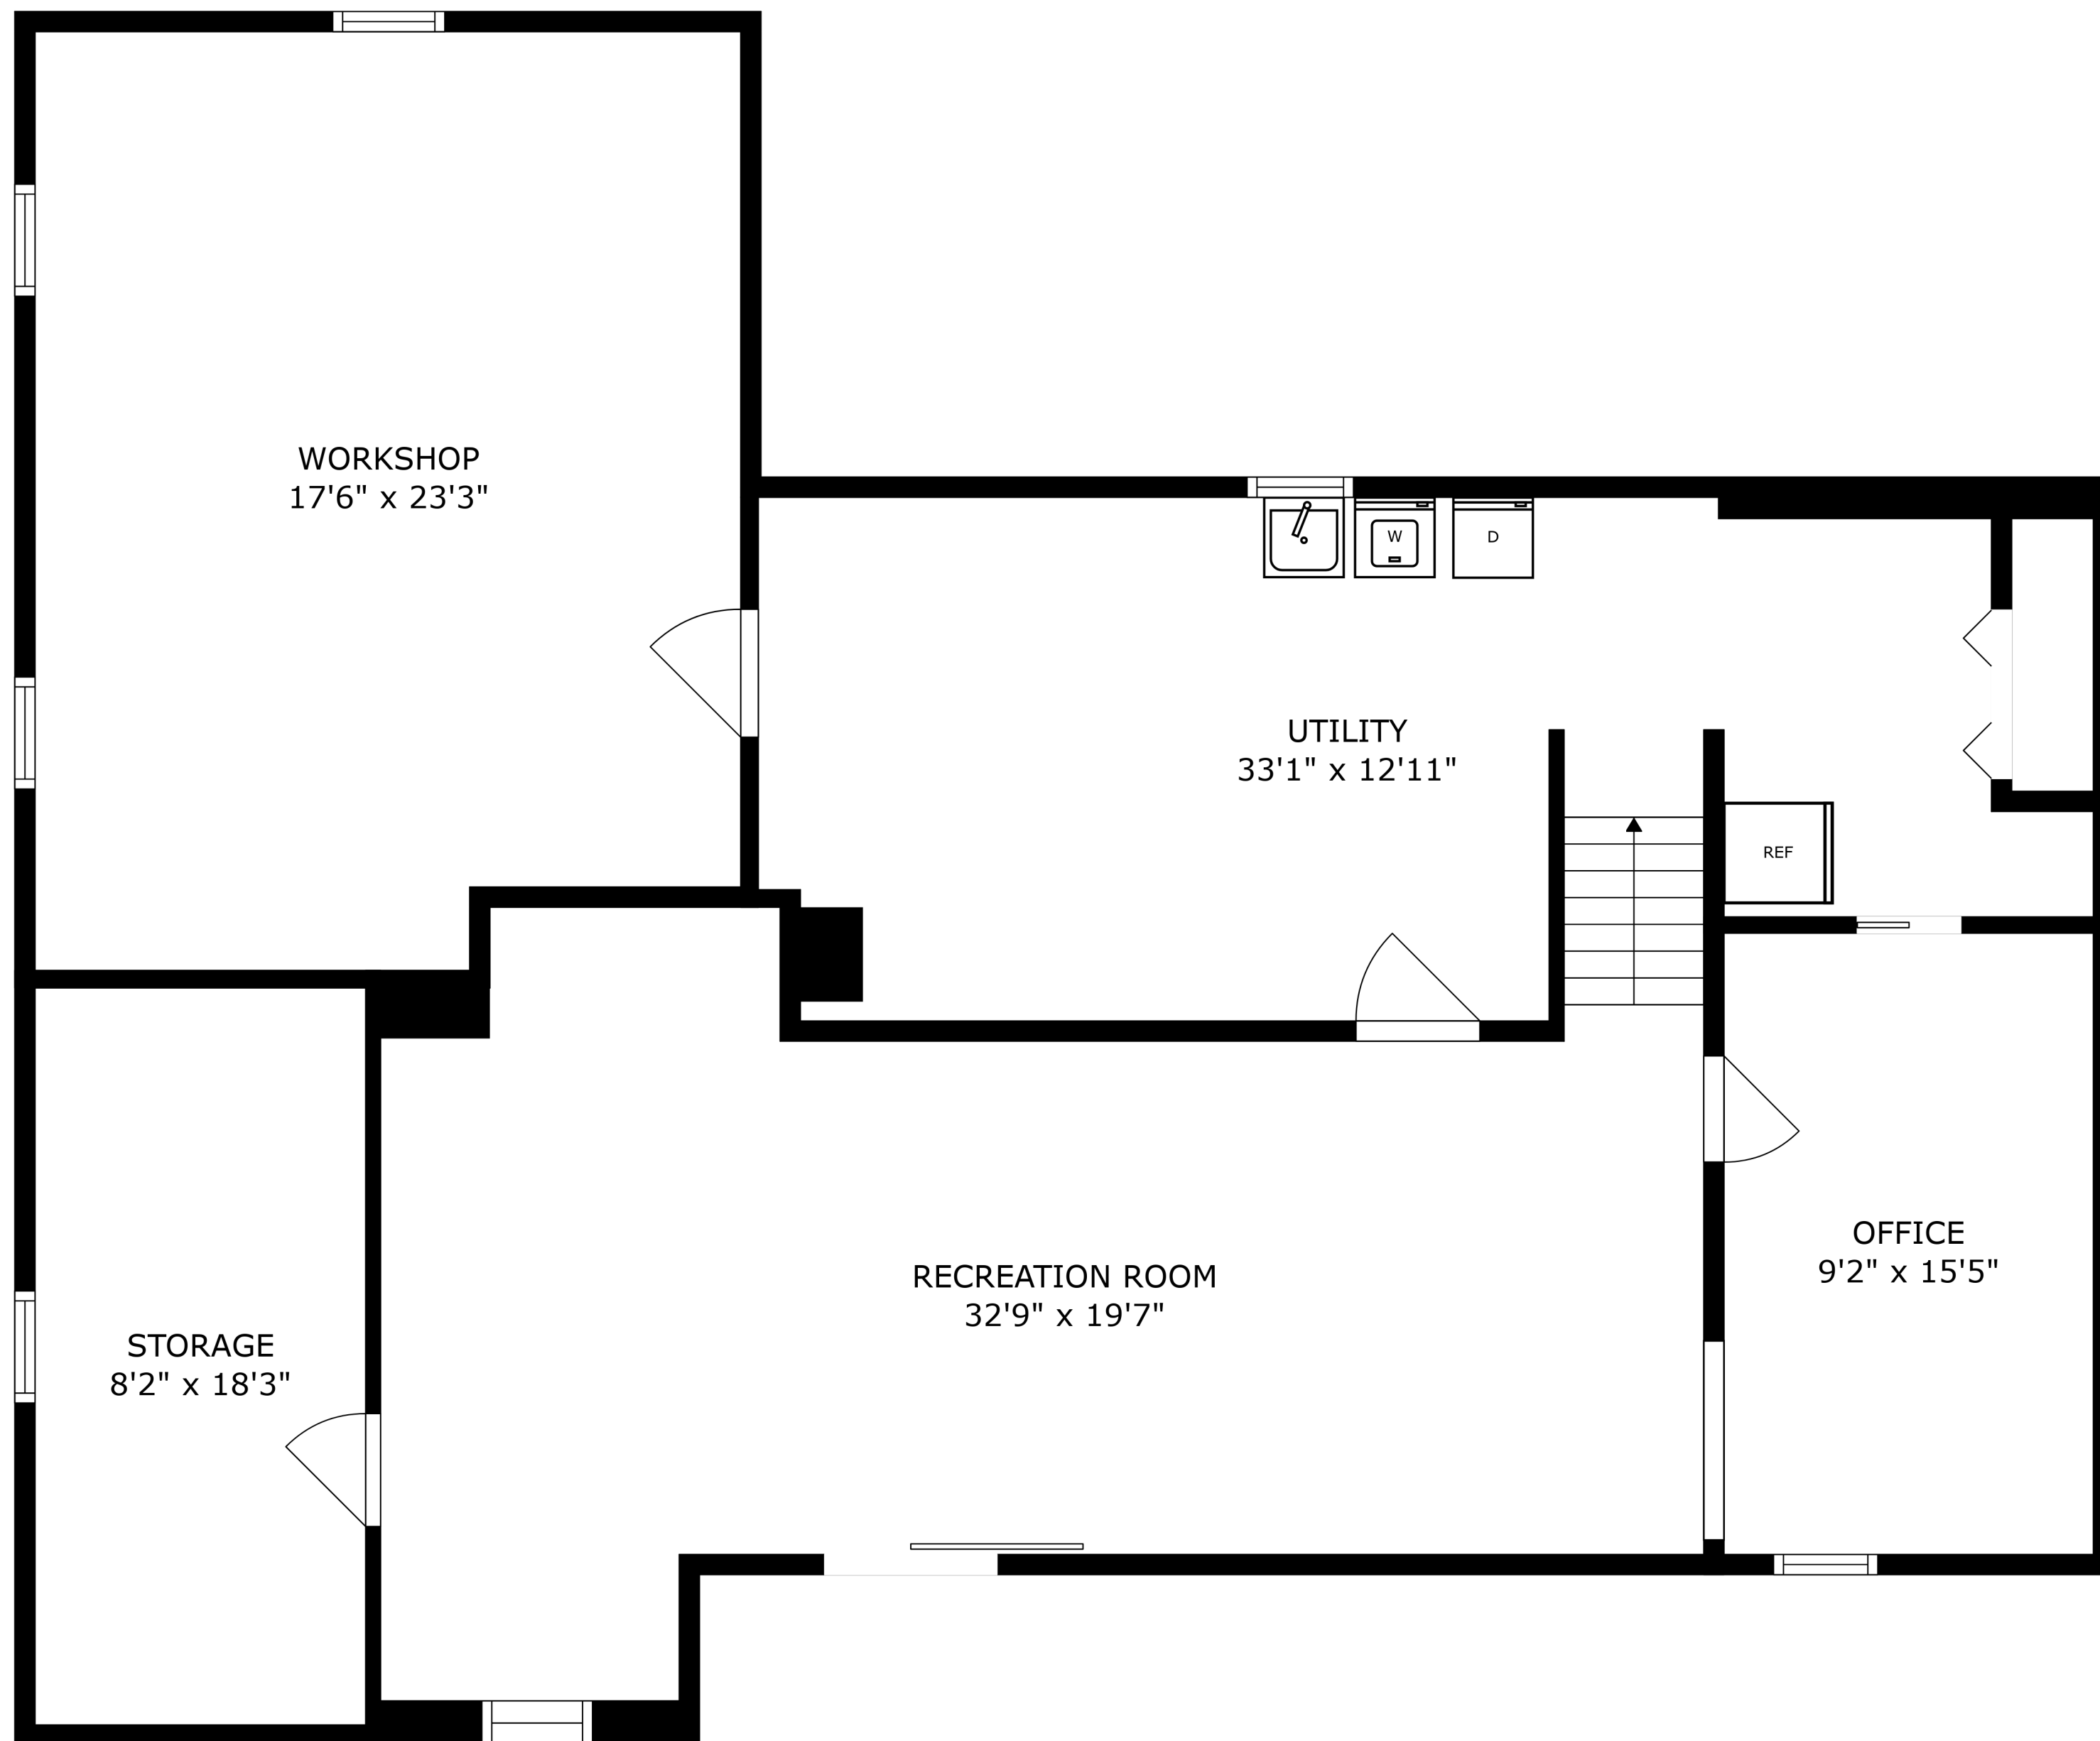 WORKSHOP
17'6" x 23'3"
W
D
UTILITY
33'1" x 12'11"
REF
OFFICE
9'2" x 15'5"
RECREATION ROOM
32'9" x 19'7"
STORAGE
8'2" x 18'3"